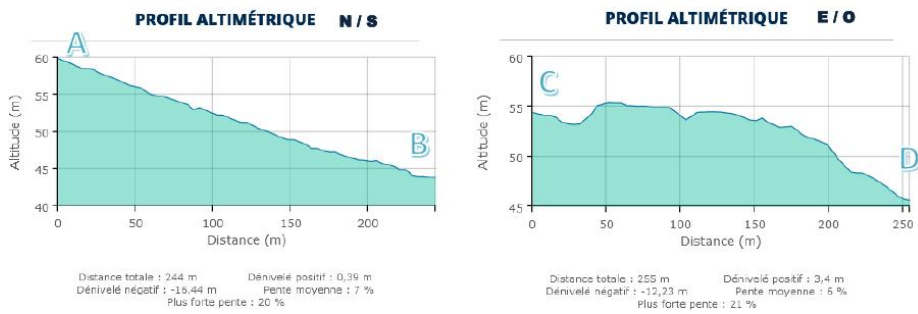 PROFIL ALTIMÉTRIQUE N / S
A
60
55
50
45
40
Altitude (m)
B
0
50
100
150
200
Distance (m)
Distance totale : 244 m
Dénivelé positif : 0,39 m
Dénivelé négatif : -16,44 m
Pente moyenne : 7 %
Plus forte pente : 20 %
PROFIL ALTIMÉTRIQUE E / O
C
60
55
50
45
Altitude (m)
D
0
50
100
150
200
250
Distance (m)
Distance totale : 255 m
Dénivelé positif : 3,4 m
Dénivelé négatif : -12,23 m
Pente moyenne : 6 %
Plus forte pente : 21 %